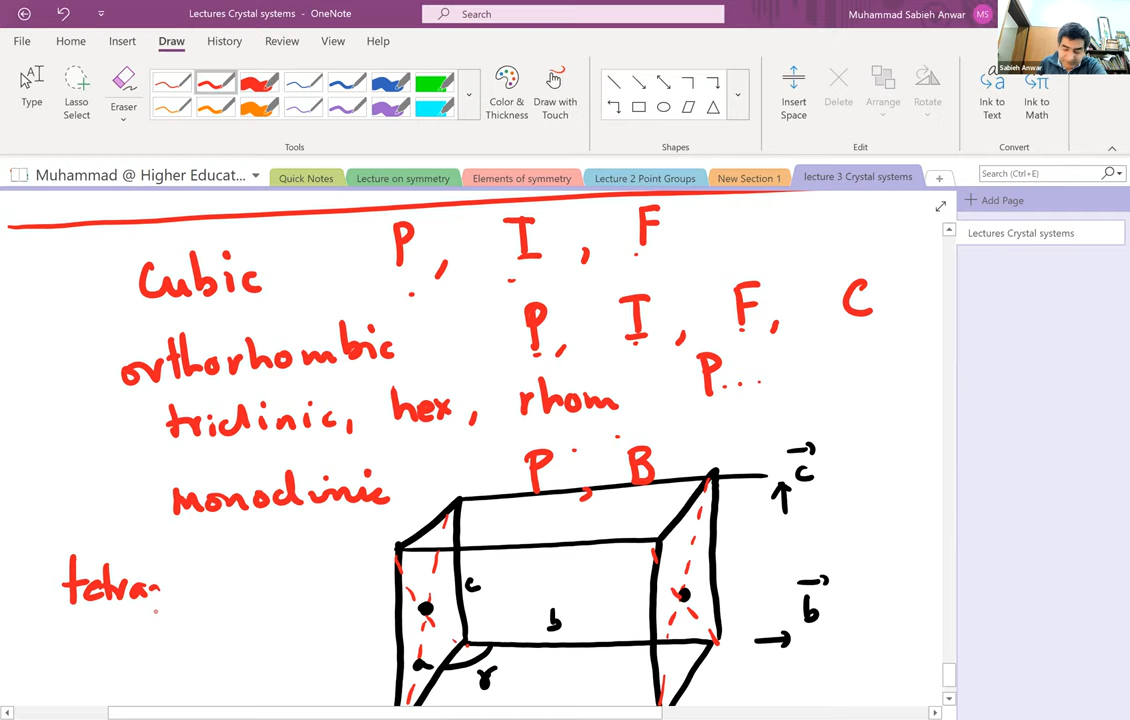 Lectures Crystal systems - OneNote
Search
Muhammad Sabieh Anwar
MS
File Home Insert Draw History Review View Help
Sabieh Anwar
Type
Lasso Select
Eraser
Color & Thickness
Draw with Touch
Insert Space
Delete
Arrange
Rotate
Ink to Text
Ink to Math
Tools
Shapes
Edit
Convert
Muhammad @ Higher Educat...
Quick Notes
Lecture on symmetry
Elements of symmetry
Lecture 2 Point Groups
New Section 1
lecture 3 Crystal systems
Search (Ctrl+E)
Add Page
Lectures Crystal systems
Cubic P, I, F
orthorhombic P, I, F, C
triclinic, hex, rhom P...
monoclinic P, B
c
tetra
c
b
b
a
γ